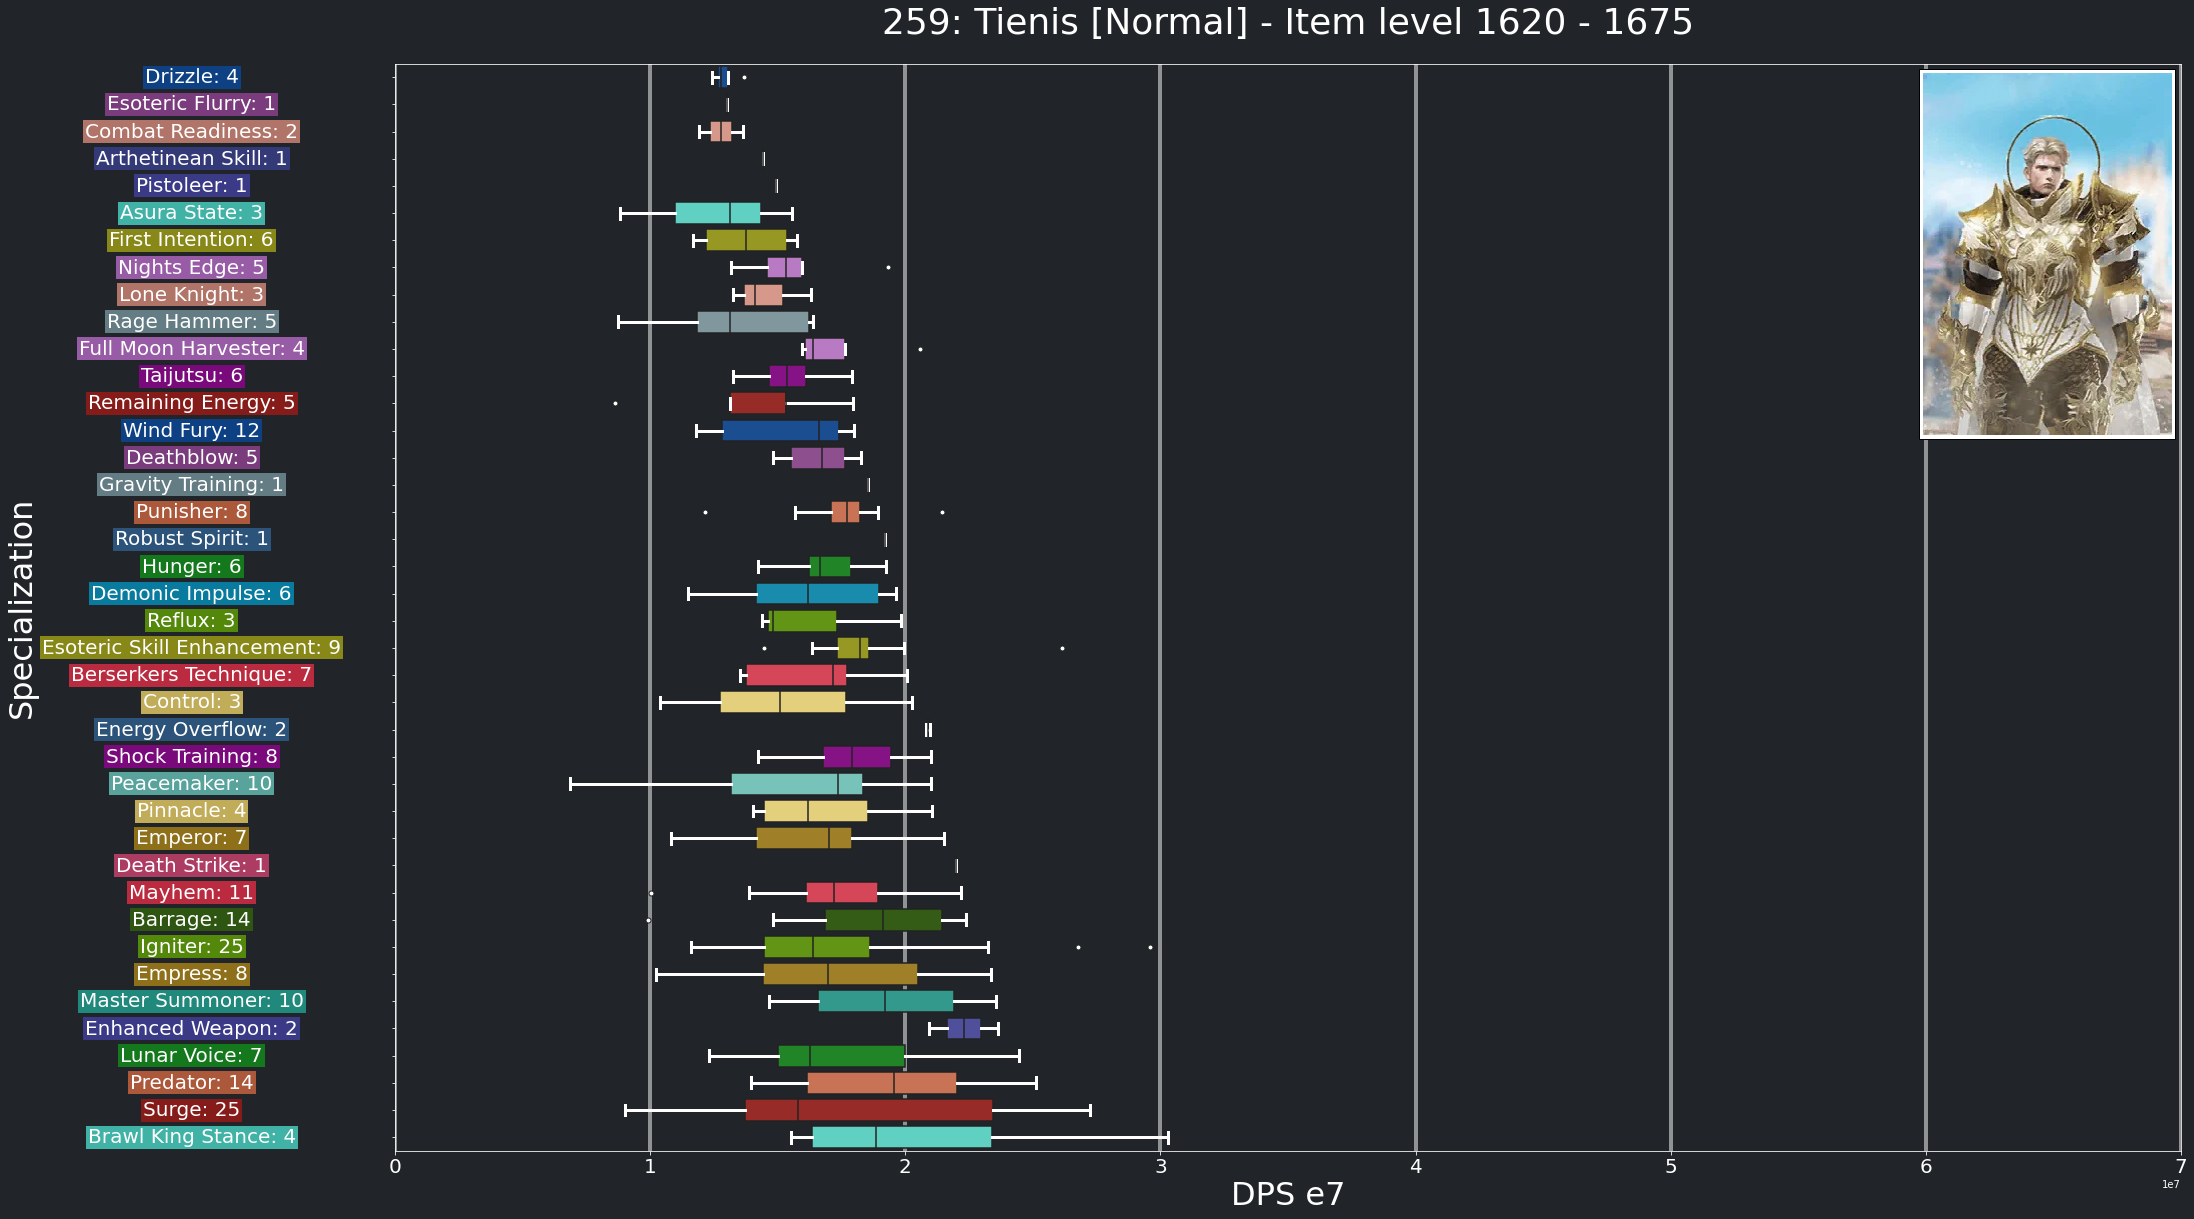 259: Tienis [Normal] - Item level 1620 - 1675
Drizzle: 4
Esoteric Flurry: 1
Combat Readiness: 2
Arthetinean Skill: 1
Pistoleer: 1
Asura State: 3
First Intention: 6
Nights Edge: 5
Lone Knight: 3
Rage Hammer: 5
Full Moon Harvester: 4
Taijutsu: 6
Remaining Energy: 5
Wind Fury: 12
Deathblow: 5
Gravity Training: 1
Punisher: 8
Robust Spirit: 1
Hunger: 6
Demonic Impulse: 6
Reflux: 3
Esoteric Skill Enhancement: 9
Berserkers Technique: 7
Control: 3
Energy Overflow: 2
Shock Training: 8
Peacemaker: 10
Pinnacle: 4
Emperor: 7
Death Strike: 1
Mayhem: 11
Barrage: 14
Igniter: 25
Empress: 8
Master Summoner: 10
Enhanced Weapon: 2
Lunar Voice: 7
Predator: 14
Surge: 25
Brawl King Stance: 4
Specialization
0 1 2 3 4 5 6 7
1e7
DPS e7